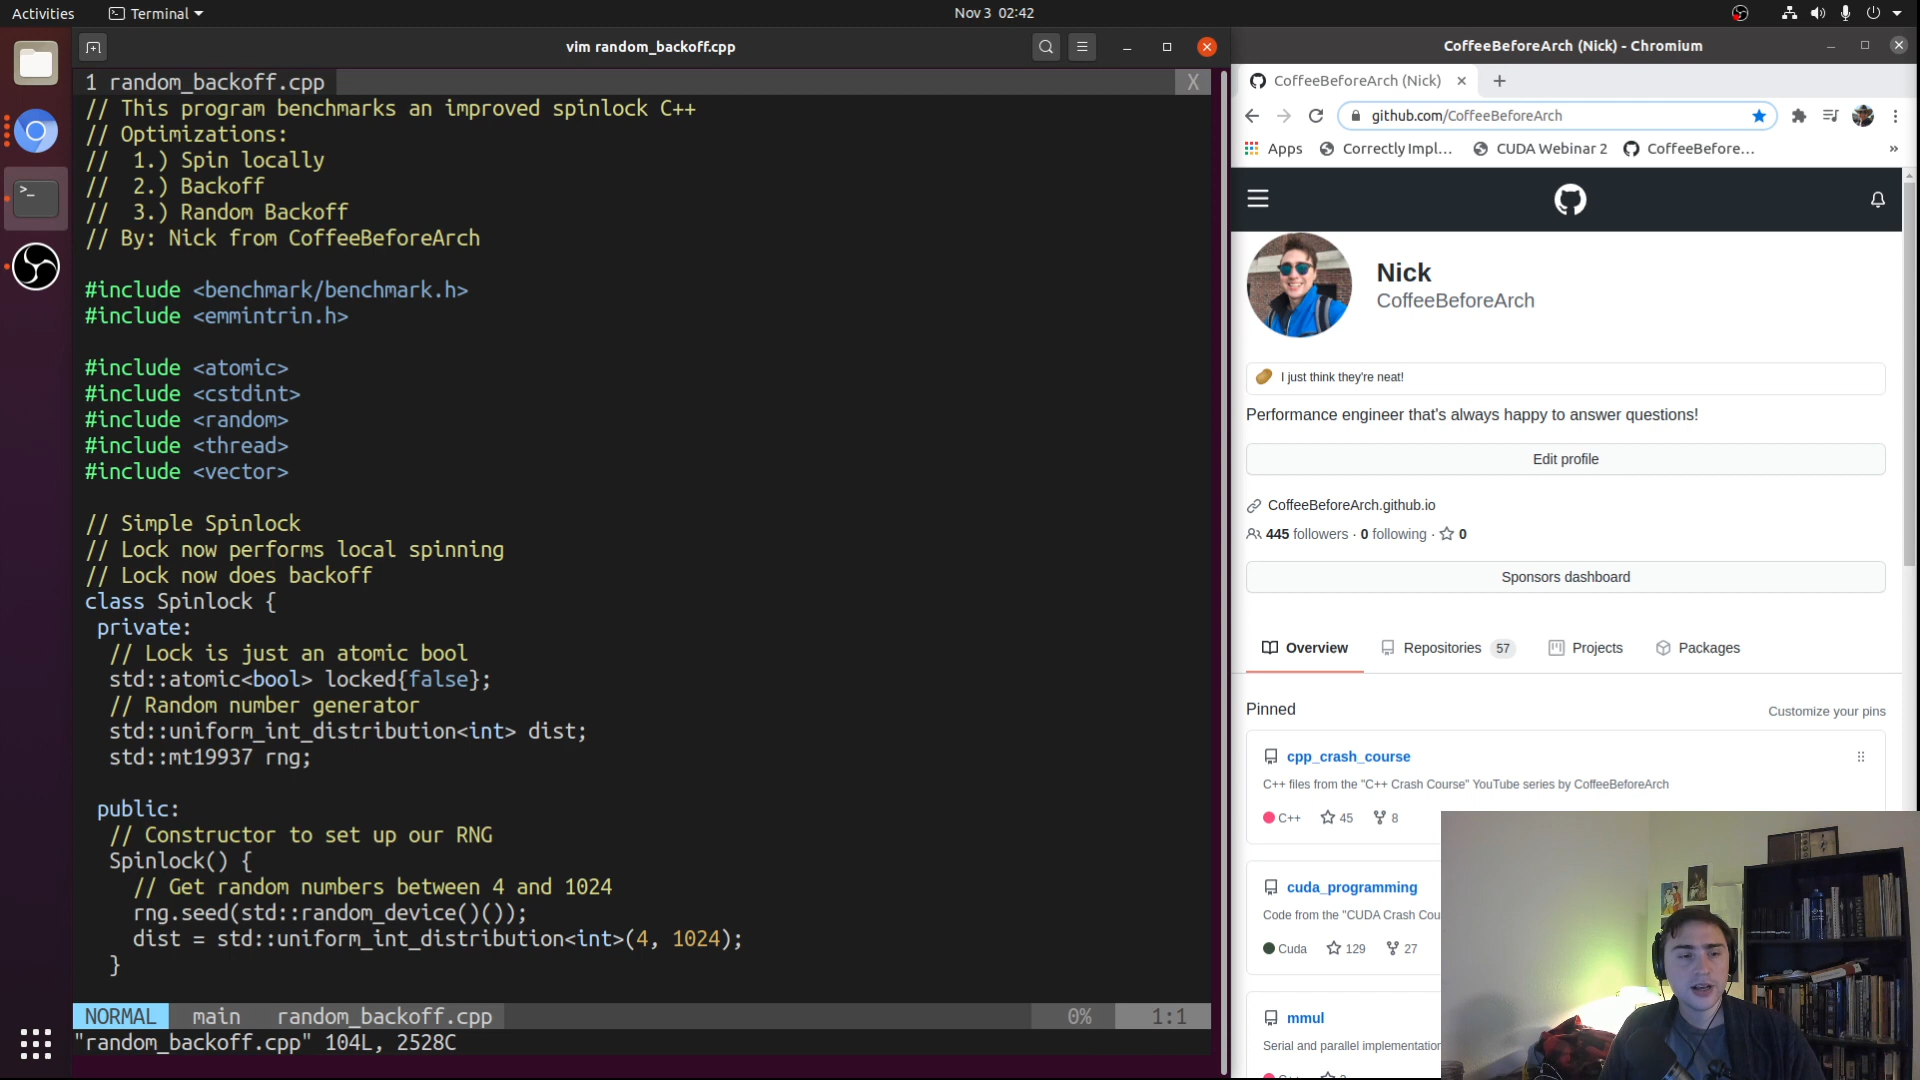 Activities
Terminal
Nov 3 02:42
vim random_backoff.cpp
1 random_backoff.cpp
X
// This program benchmarks an improved spinlock C++
// Optimizations:
//  1.) Spin locally
//  2.) Backoff
//  3.) Random Backoff
// By: Nick from CoffeeBeforeArch
#include <benchmark/benchmark.h>
#include <emmintrin.h>
#include <atomic>
#include <cstdint>
#include <random>
#include <thread>
#include <vector>
// Simple Spinlock
// Lock now performs local spinning
// Lock now does backoff
class Spinlock {
private:
// Lock is just an atomic bool
std::atomic<bool> locked{false};
// Random number generator
std::uniform_int_distribution<int> dist;
std::mt19937 rng;
public:
// Constructor to set up our RNG
Spinlock() {
// Get random numbers between 4 and 1024
rng.seed(std::random_device()());
dist = std::uniform_int_distribution<int>(4, 1024);
}
NORMAL main random_backoff.cpp 0% 1:1
"random_backoff.cpp" 104L, 2528C
CoffeeBeforeArch (Nick) - Chromium
CoffeeBeforeArch (Nick)
github.com/CoffeeBeforeArch
Apps Correctly Impl... CUDA Webinar 2 CoffeeBefore... »
Nick
CoffeeBeforeArch
I just think they're neat!
Performance engineer that's always happy to answer questions!
Edit profile
CoffeeBeforeArch.github.io
445 followers · 0 following · 0
Sponsors dashboard
Overview Repositories 57 Projects Packages
Pinned
Customize your pins
cpp_crash_course
C++ files from the "C++ Crash Course" YouTube series by CoffeeBeforeArch
C++ 45 8
cuda_programming
Code from the "CUDA Crash Cou
Cuda 129 27
mmul
Serial and parallel implementation